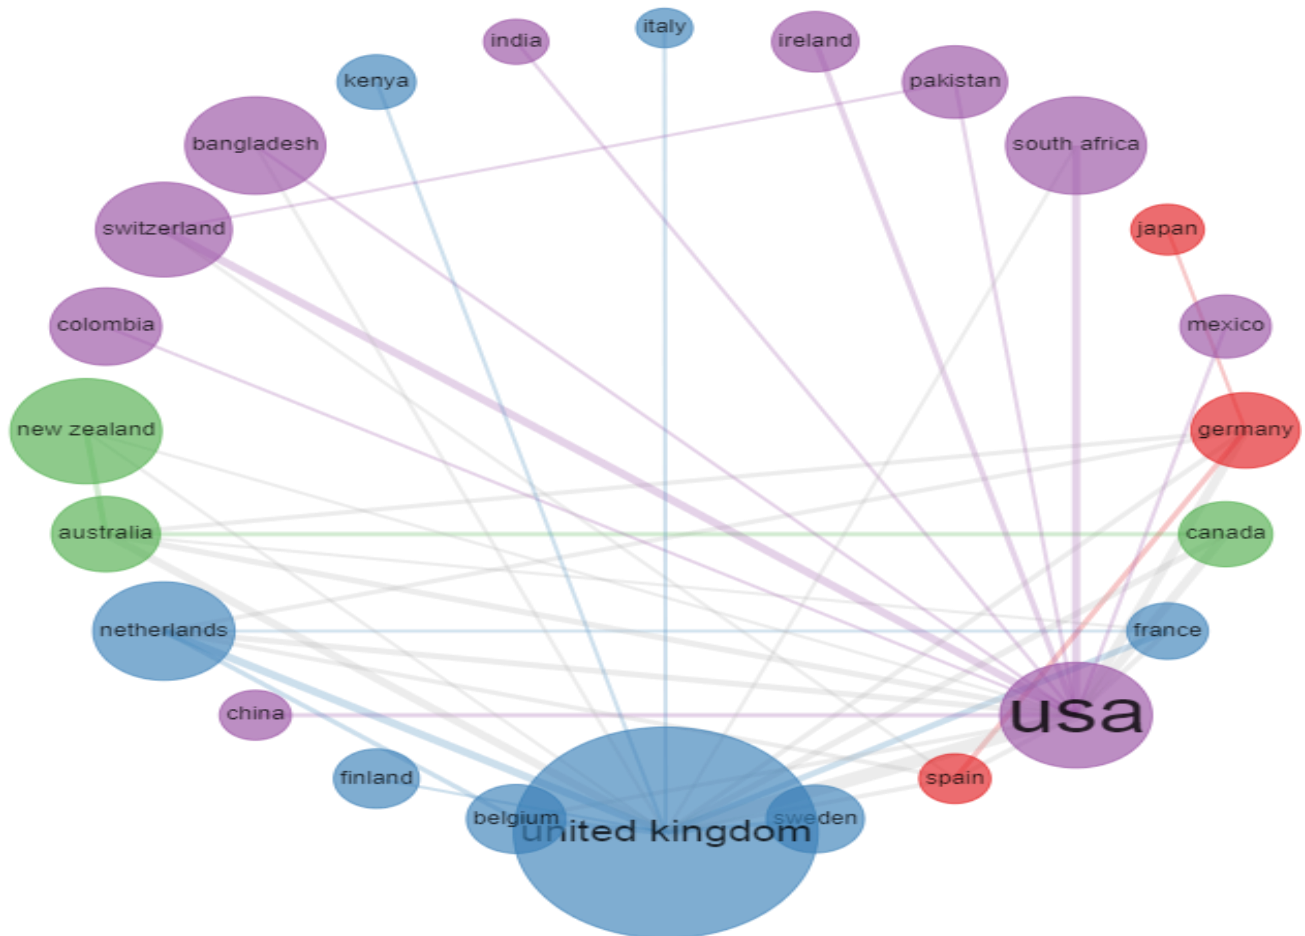 italy
india
ireland
kenya
pakistan
bangladesh
south africa
switzerland
japan
colombia
mexico
new zealand
germany
australia
canada
netherlands
france
china
usa
finland
spain
belgium
sweden
united kingdom